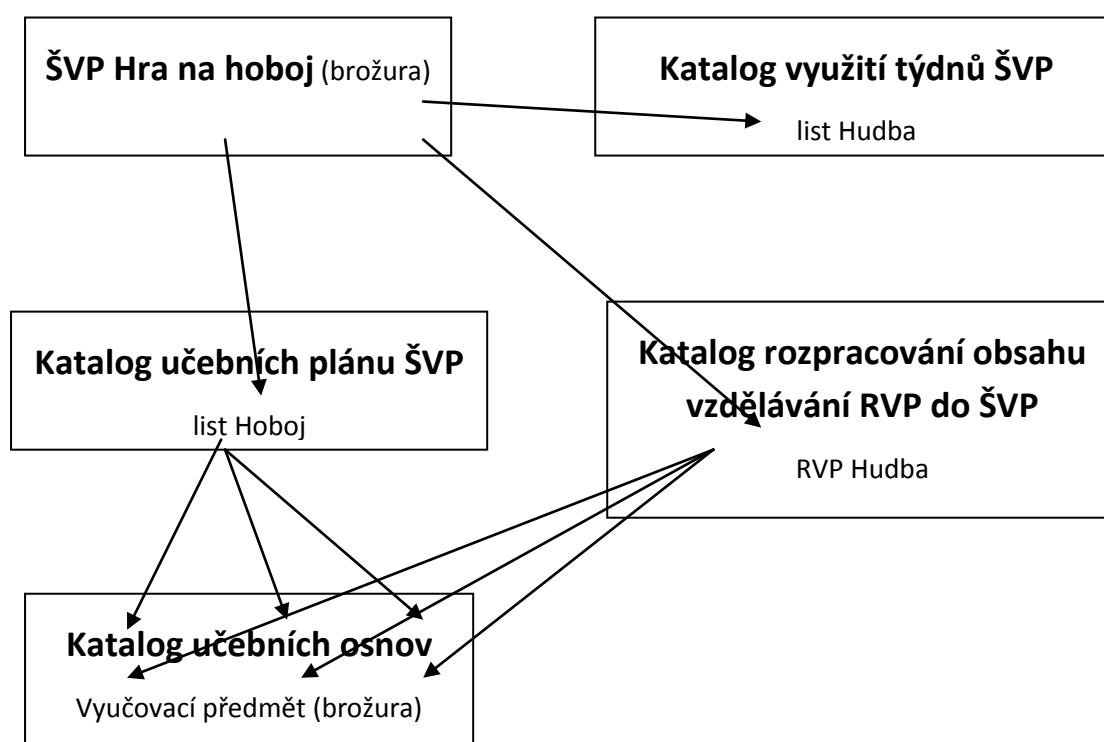 ŠVP Hra na hoboj (brožura)
Katalog využití týdnů ŠVP
list Hudba
Katalog učebních plánu ŠVP
list Hoboj
Katalog rozpracování obsahu
vzdělávání RVP do ŠVP
RVP Hudba
Katalog učebních osnov
Vyučovací předmět (brožura)